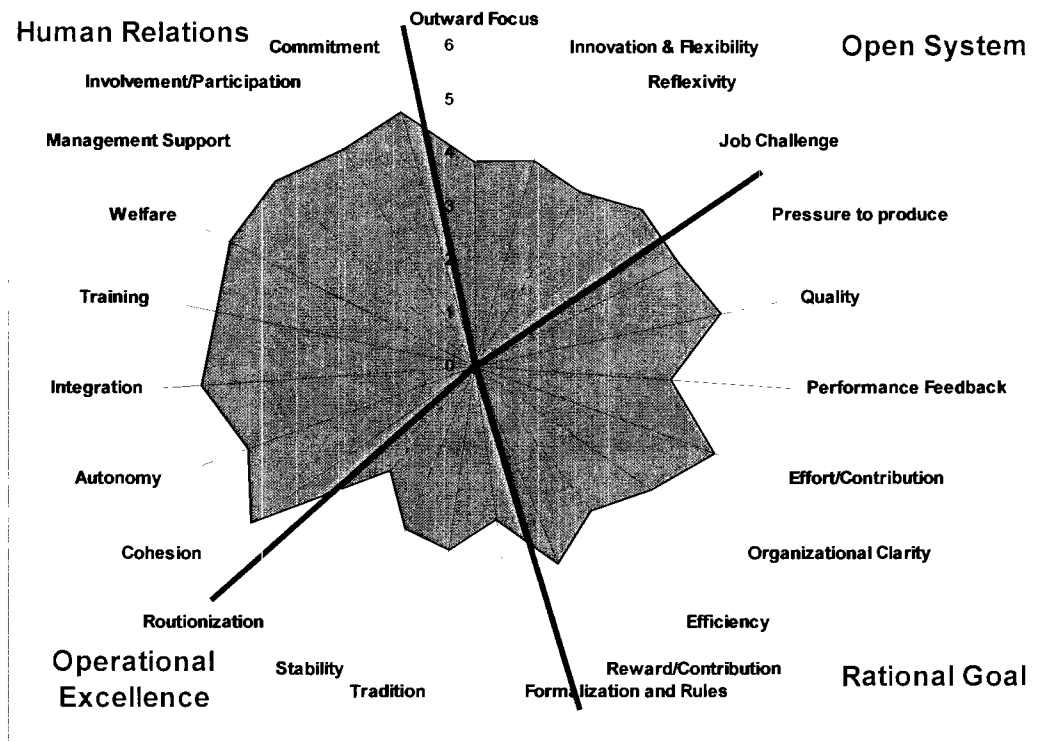 Outward Focus
Human Relations
Commitment
6
Innovation & Flexibility
Open System
Involvement/Participation
Reflexivity
5
Management Support
Job Challenge
4
Welfare
3
Pressure to produce
2
Training
1
Quality
0
Integration
Performance Feedback
Autonomy
Effort/Contribution
Cohesion
Organizational Clarity
Routionization
Efficiency
Operational
Excellence
Stability
Reward/Contribution
Rational Goal
Tradition
Formalization and Rules